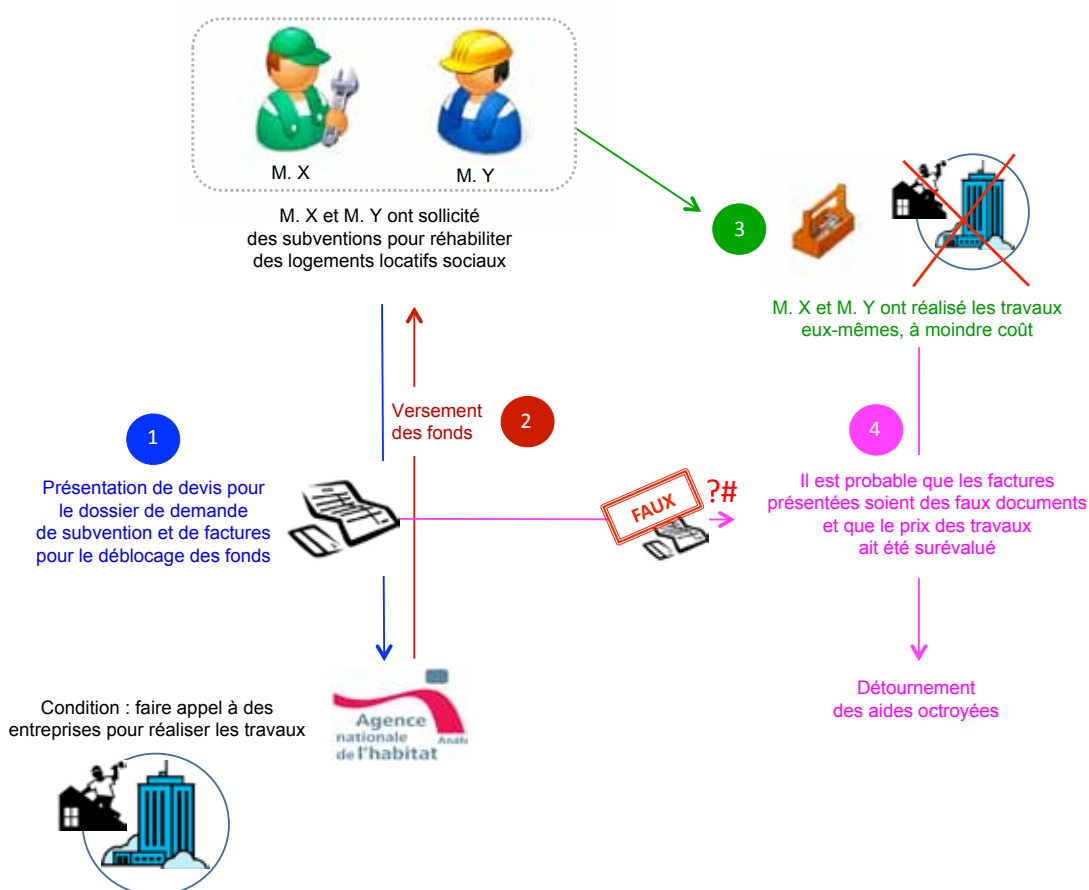 M. X
M. Y
M. X et M. Y ont sollicité
des subventions pour réhabiliter
des logements locatifs sociaux
3
M. X et M. Y ont réalisé les travaux
eux-mêmes, à moindre coût
1
Présentation de devis pour
le dossier de demande
de subvention et de factures
pour le déblocage des fonds
Versement
des fonds
2
FAUX
?#
4
Il est probable que les factures
présentées soient des faux documents
et que le prix des travaux
ait été surévalué
Détournement
des aides octroyées
Condition : faire appel à des
entreprises pour réaliser les travaux
Agence
nationale
de l'habitat
Anah